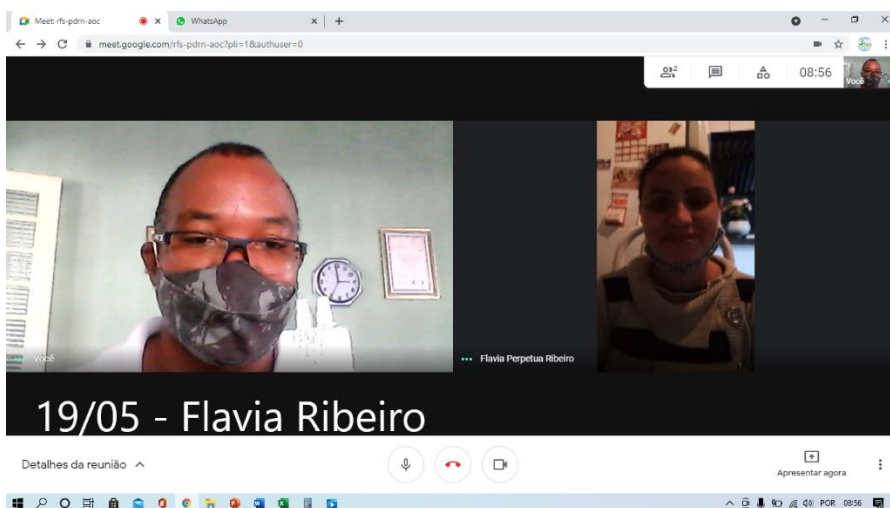 Meet: rfs-pdrn-aoc
WhatsApp
meet.google.com/rfs-pdrn-aoc?pli=1&authuser=0
2
08:56
Você
Você
Flavia Perpetua Ribeiro
19/05 - Flavia Ribeiro
Detalhes da reunião
Apresentar agora
POR
08:56